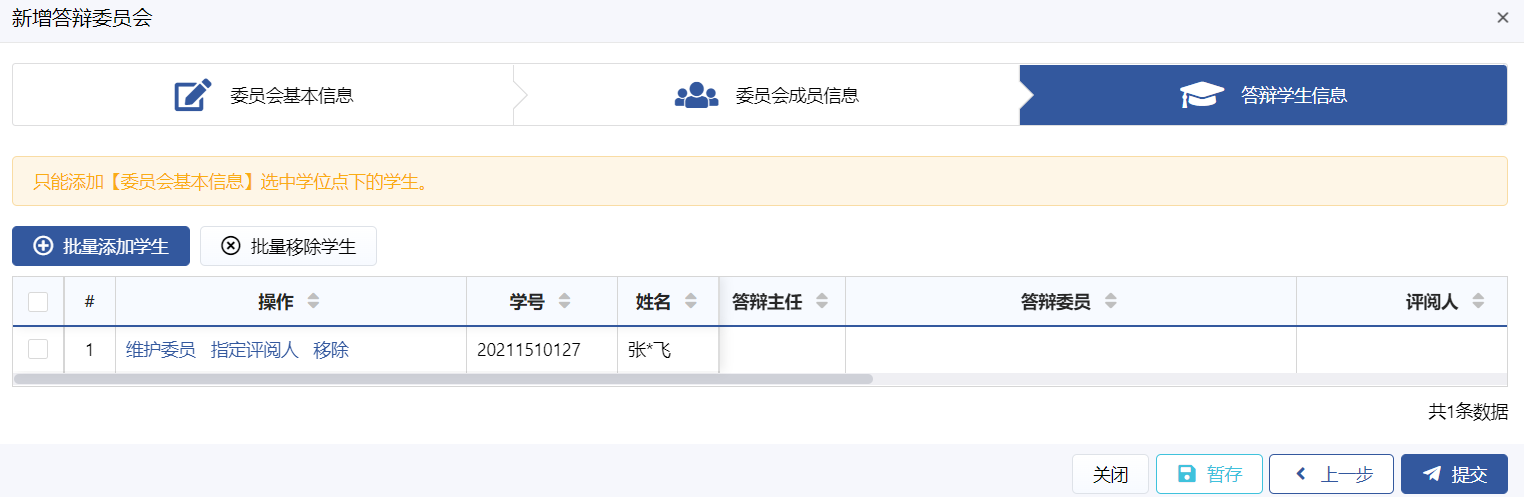 新增答辩委员会
委员会基本信息 委员会成员信息 答辩学生信息
只能添加【委员会基本信息】选中学位点下的学生。
批量添加学生 批量移除学生
# 操作 学号 姓名 答辩主任 答辩委员 评阅人
1 维护委员 指定评阅人 移除 20211510127 张*飞
共1条数据
关闭 暂存 上一步 提交